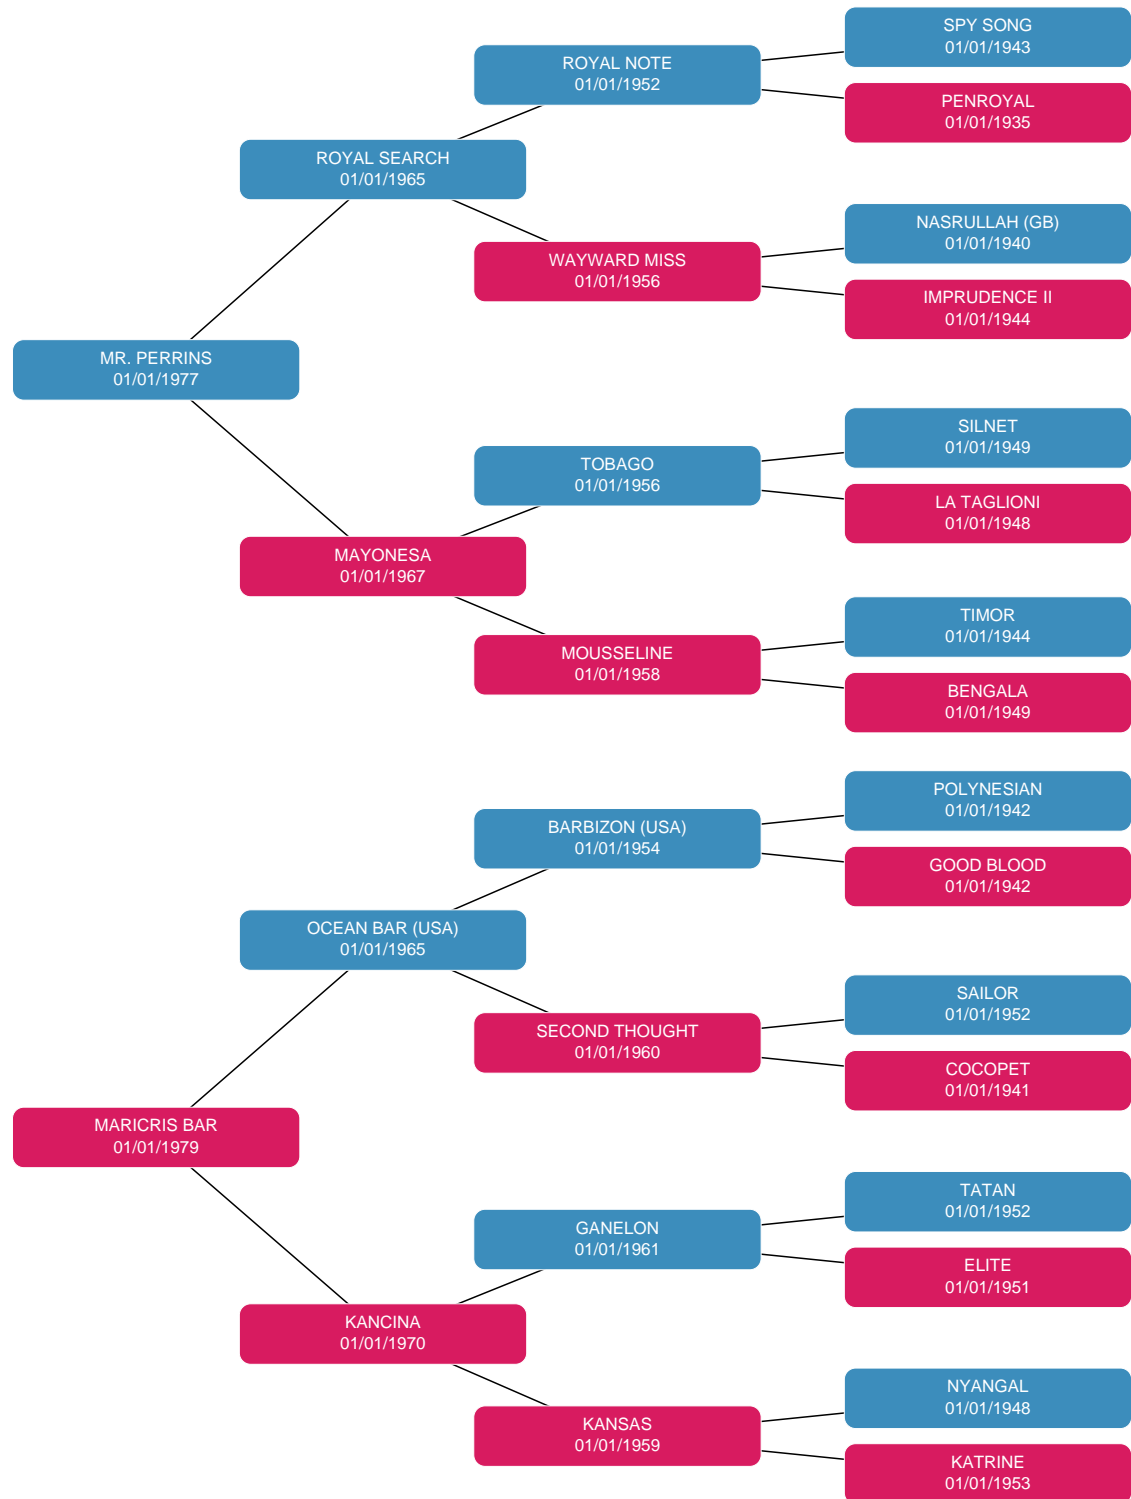 SPY SONG
01/01/1943
ROYAL NOTE
01/01/1952
PENROYAL
01/01/1935
ROYAL SEARCH
01/01/1965
NASRULLAH (GB)
01/01/1940
WAYWARD MISS
01/01/1956
IMPRUDENCE II
01/01/1944
MR. PERRINS
01/01/1977
SILNET
01/01/1949
TOBAGO
01/01/1956
LA TAGLIONI
01/01/1948
MAYONESA
01/01/1967
TIMOR
01/01/1944
MOUSSELINE
01/01/1958
BENGALA
01/01/1949
POLYNESIAN
01/01/1942
BARBIZON (USA)
01/01/1954
GOOD BLOOD
01/01/1942
OCEAN BAR (USA)
01/01/1965
SAILOR
01/01/1952
SECOND THOUGHT
01/01/1960
COCOPET
01/01/1941
MARICRIS BAR
01/01/1979
TATAN
01/01/1952
GANELON
01/01/1961
ELITE
01/01/1951
KANCINA
01/01/1970
NYANGAL
01/01/1948
KANSAS
01/01/1959
KATRINE
01/01/1953